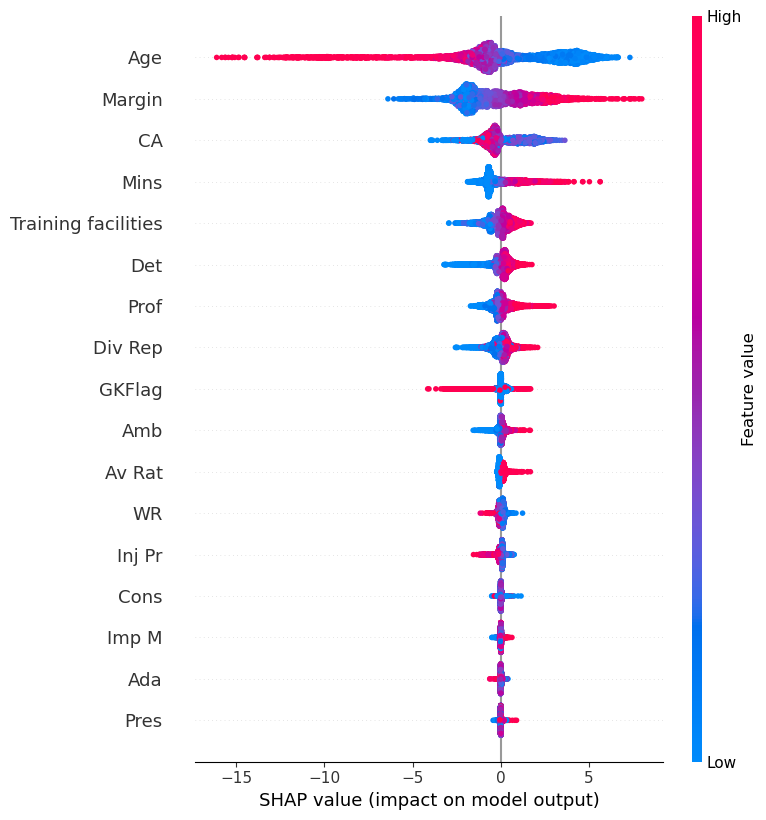 High
Age
Margin
CA
Mins
Training facilities
Det
Prof
Div Rep
GKFlag
Amb
Av Rat
WR
Inj Pr
Cons
Imp M
Ada
Pres
Feature value
Low
−15 −10 −5 0 5
SHAP value (impact on model output)